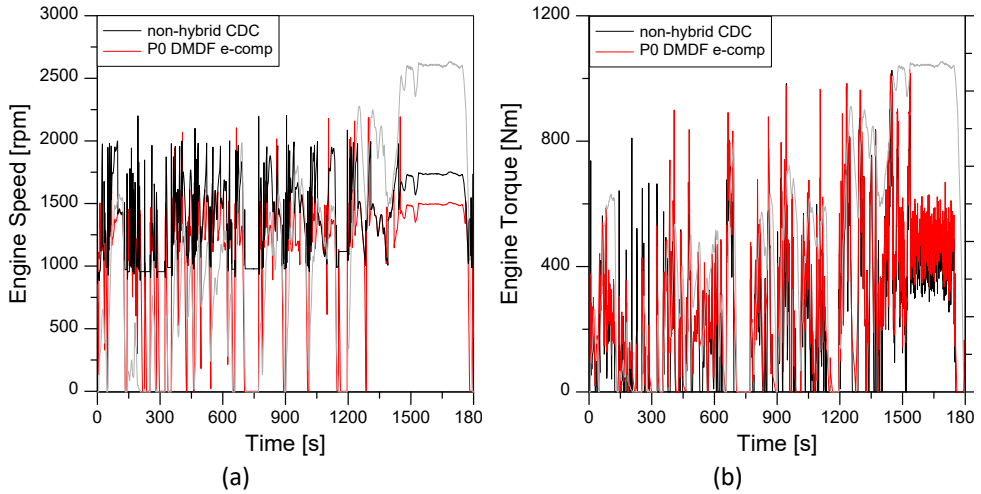 non-hybrid CDC
P0 DMDF e-comp
Engine Speed [rpm]
3000
2500
2000
1500
1000
500
0
0 300 600 900 1200 1500 180
Time [s]
(a)
non-hybrid CDC
P0 DMDF e-comp
Engine Torque [Nm]
1200
800
400
0
0 300 600 900 1200 1500 180
Time [s]
(b)